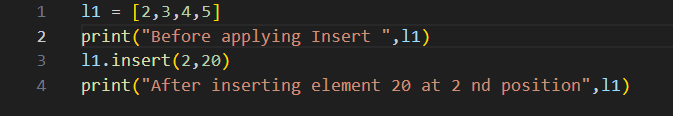 1 l1 = [2,3,4,5]
2 print("Before applying Insert ",l1)
3 l1.insert(2,20)
4 print("After inserting element 20 at 2 nd position",l1)